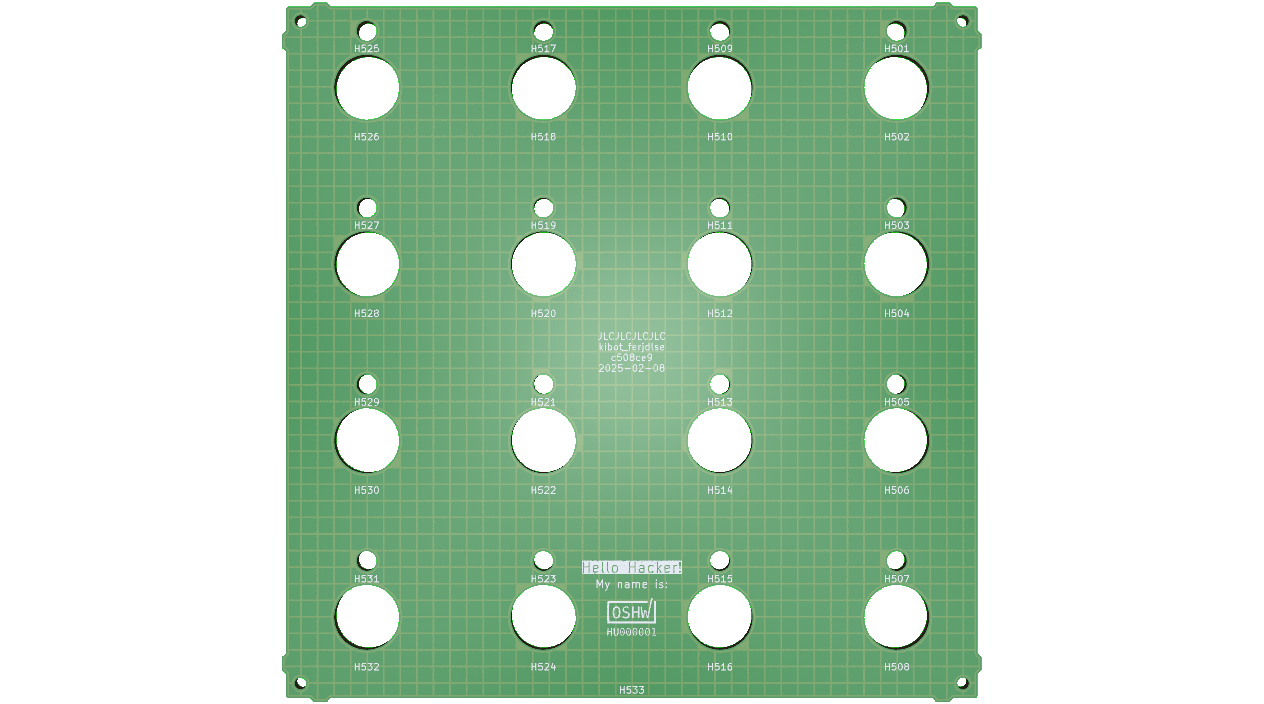 H525 H517 H509 H501
H526 H518 H510 H502
H527 H519 H511 H503
H528 H520 H512 H504
JLCJLCJLCJLC
kibot_ferjdlse
c508ce9
2025-02-08
H529 H521 H513 H505
H530 H522 H514 H506
Hello Hacker!
H531 H523 H515 H507
My name is:
OSHW
HU000001
H532 H524 H516 H508
H533